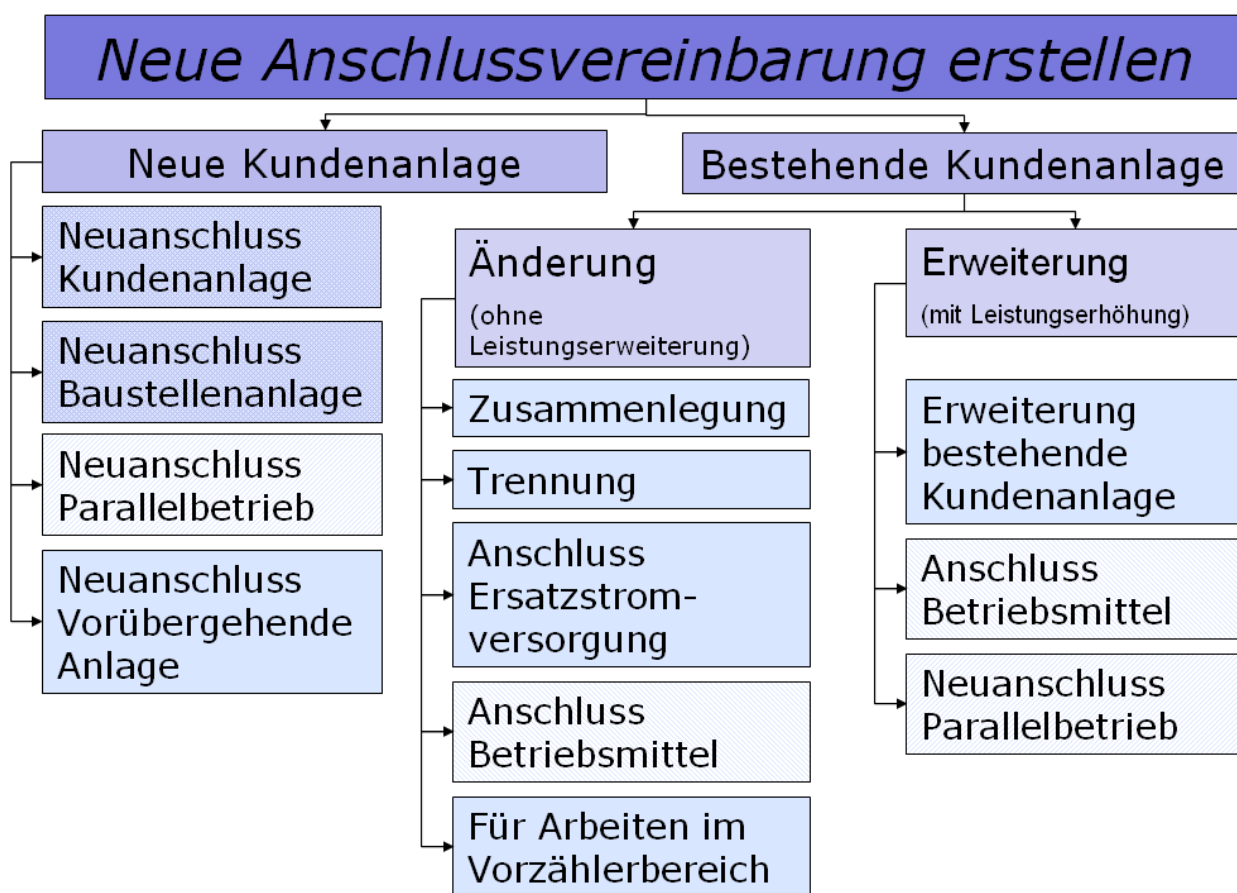 Neue Anschlussvereinbarung erstellen
Neue Kundenanlage
Bestehende Kundenanlage
Neuanschluss
Kundenanlage
Neuanschluss
Baustellenanlage
Neuanschluss
Parallelbetrieb
Neuanschluss
Vorübergehende
Anlage
Änderung
(ohne
Leistungserweiterung)
Zusammenlegung
Trennung
Anschluss
Ersatzstrom-
versorgung
Anschluss
Betriebsmittel
Für Arbeiten im
Vorzählerbereich
Erweiterung
(mit Leistungserhöhung)
Erweiterung
bestehende
Kundenanlage
Anschluss
Betriebsmittel
Neuanschluss
Parallelbetrieb